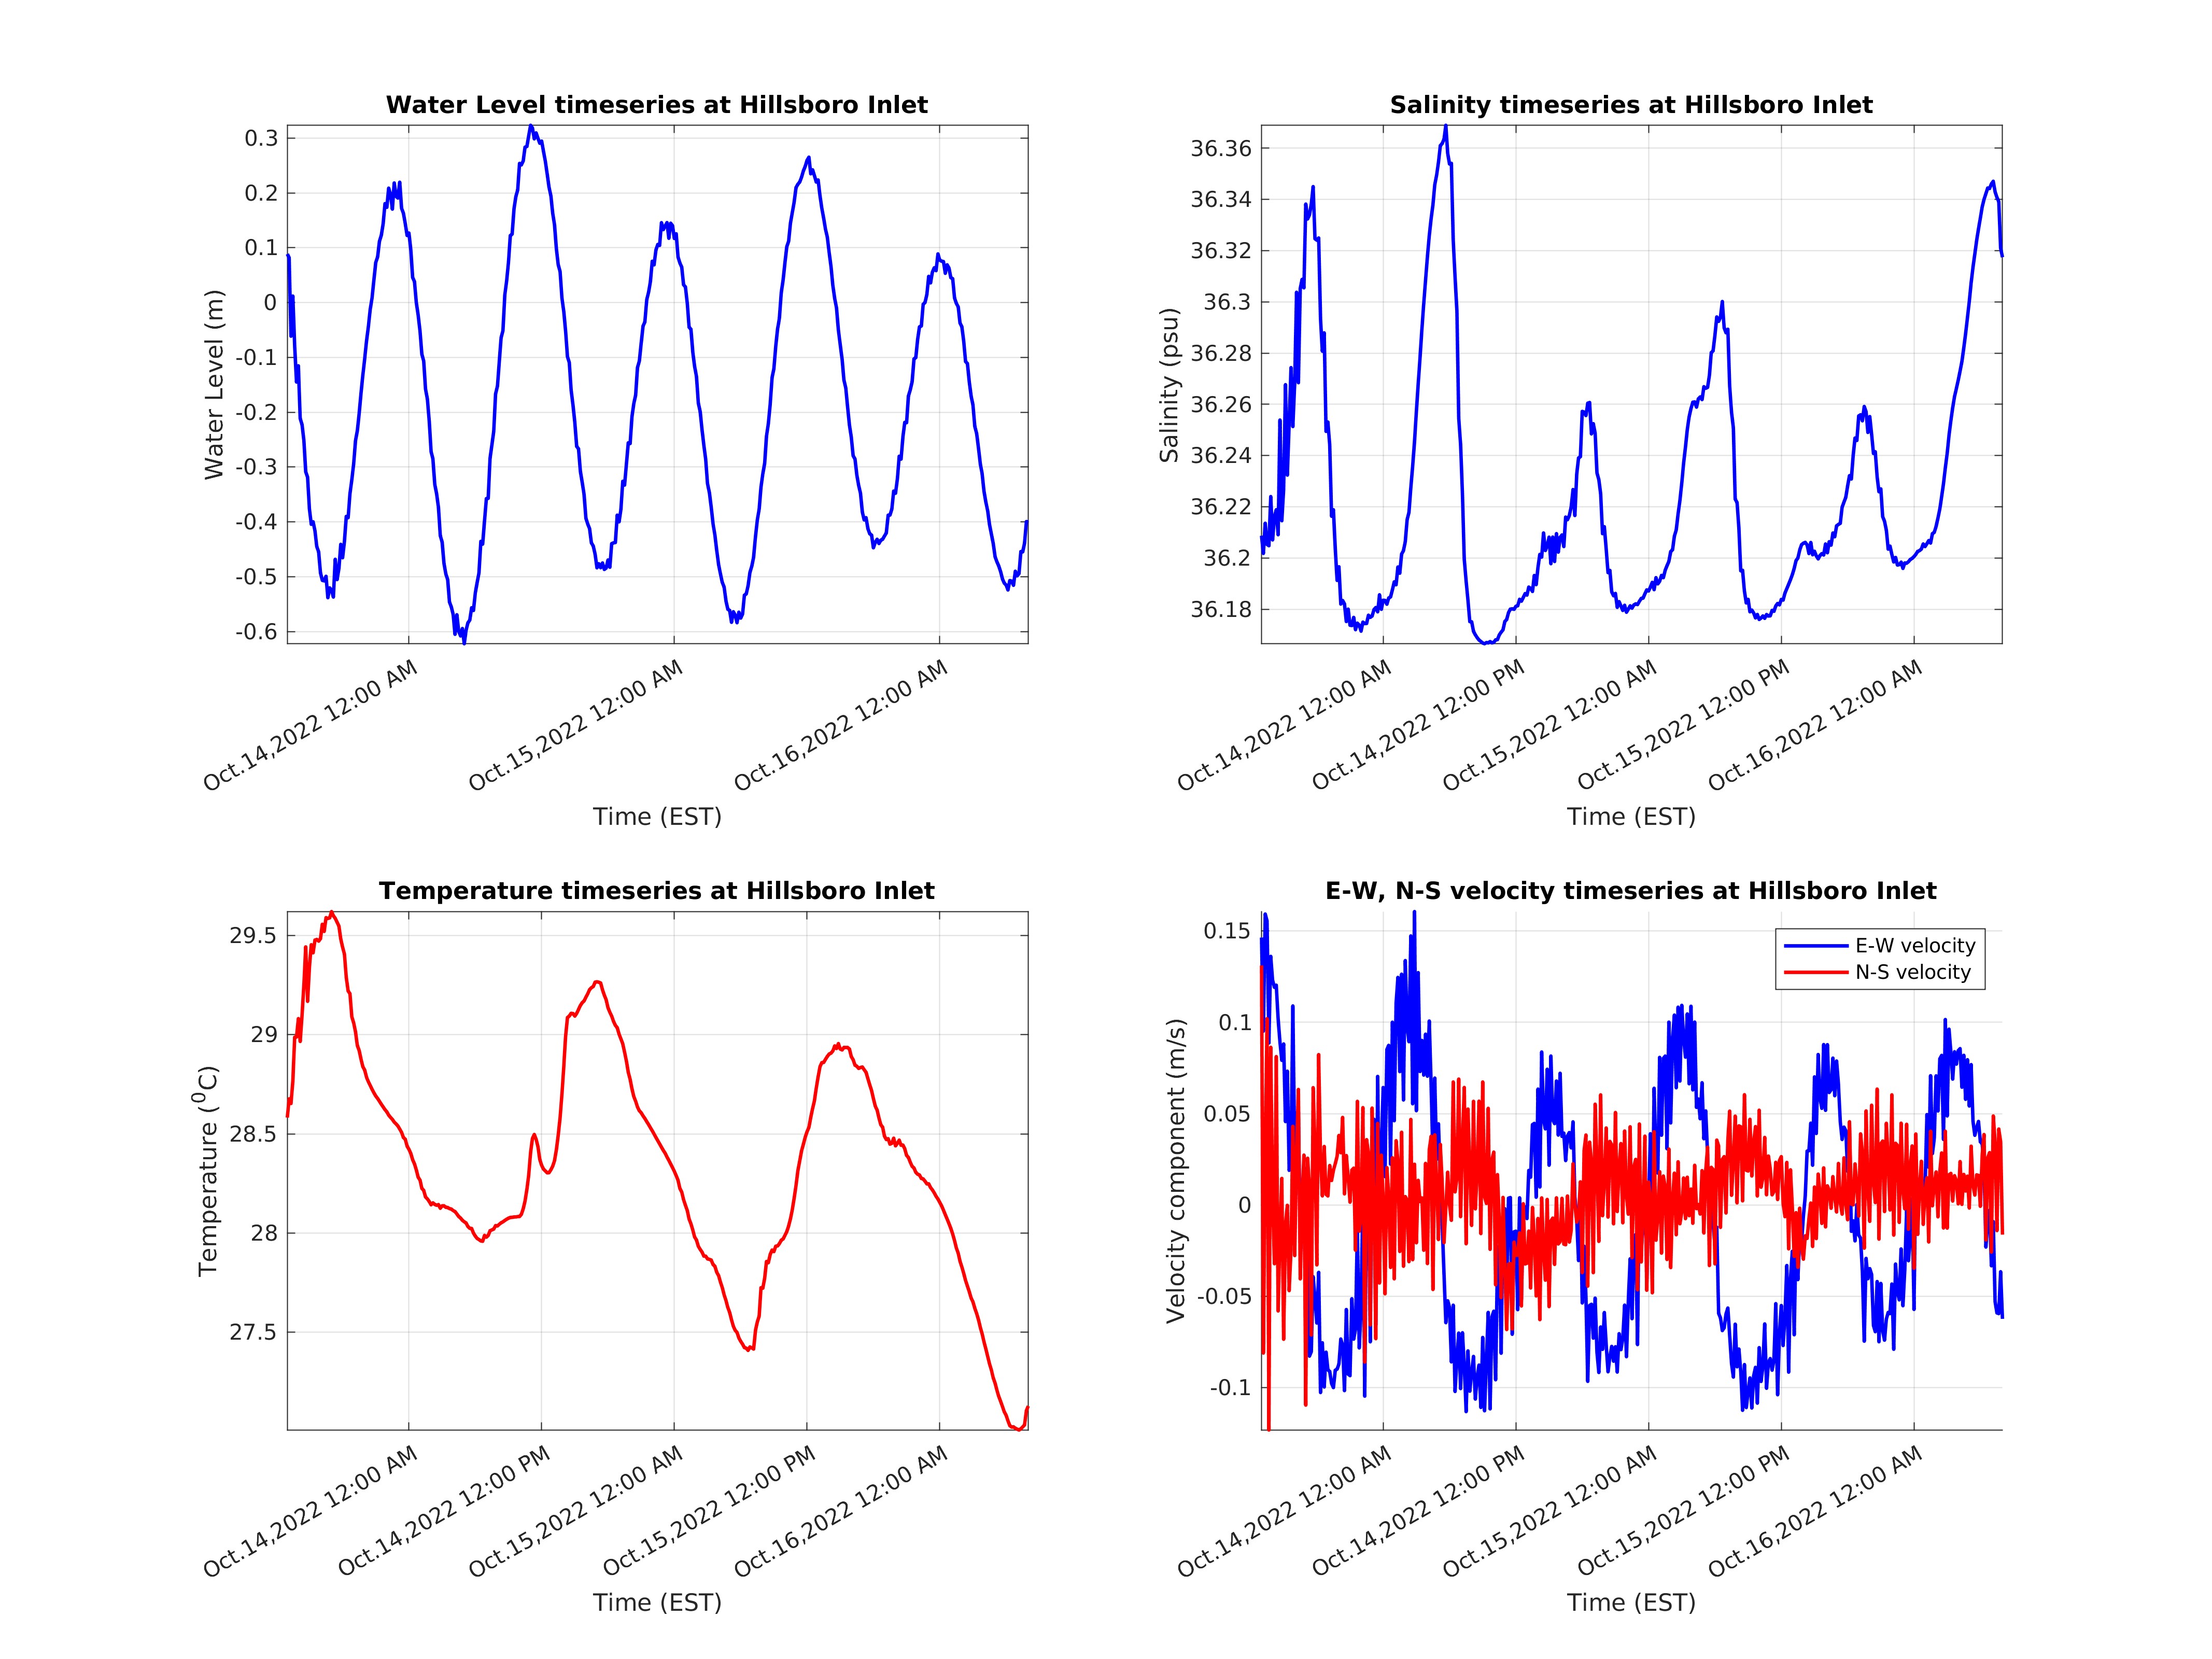 Water Level timeseries at Hillsboro Inlet
Water Level (m)
0.3
0.2
0.1
0
-0.1
-0.2
-0.3
-0.4
-0.5
-0.6
Oct.14,2022 12:00 AM
Oct.15,2022 12:00 AM
Oct.16,2022 12:00 AM
Time (EST)
Salinity timeseries at Hillsboro Inlet
Salinity (psu)
36.36
36.34
36.32
36.3
36.28
36.26
36.24
36.22
36.2
36.18
Oct.14,2022 12:00 AM
Oct.14,2022 12:00 PM
Oct.15,2022 12:00 AM
Oct.15,2022 12:00 PM
Oct.16,2022 12:00 AM
Time (EST)
Temperature timeseries at Hillsboro Inlet
Temperature (⁰C)
29.5
29
28.5
28
27.5
Oct.14,2022 12:00 AM
Oct.14,2022 12:00 PM
Oct.15,2022 12:00 AM
Oct.15,2022 12:00 PM
Oct.16,2022 12:00 AM
Time (EST)
E-W, N-S velocity timeseries at Hillsboro Inlet
Velocity component (m/s)
0.15
0.1
0.05
0
-0.05
-0.1
E-W velocity
N-S velocity
Oct.14,2022 12:00 AM
Oct.14,2022 12:00 PM
Oct.15,2022 12:00 AM
Oct.15,2022 12:00 PM
Oct.16,2022 12:00 AM
Time (EST)